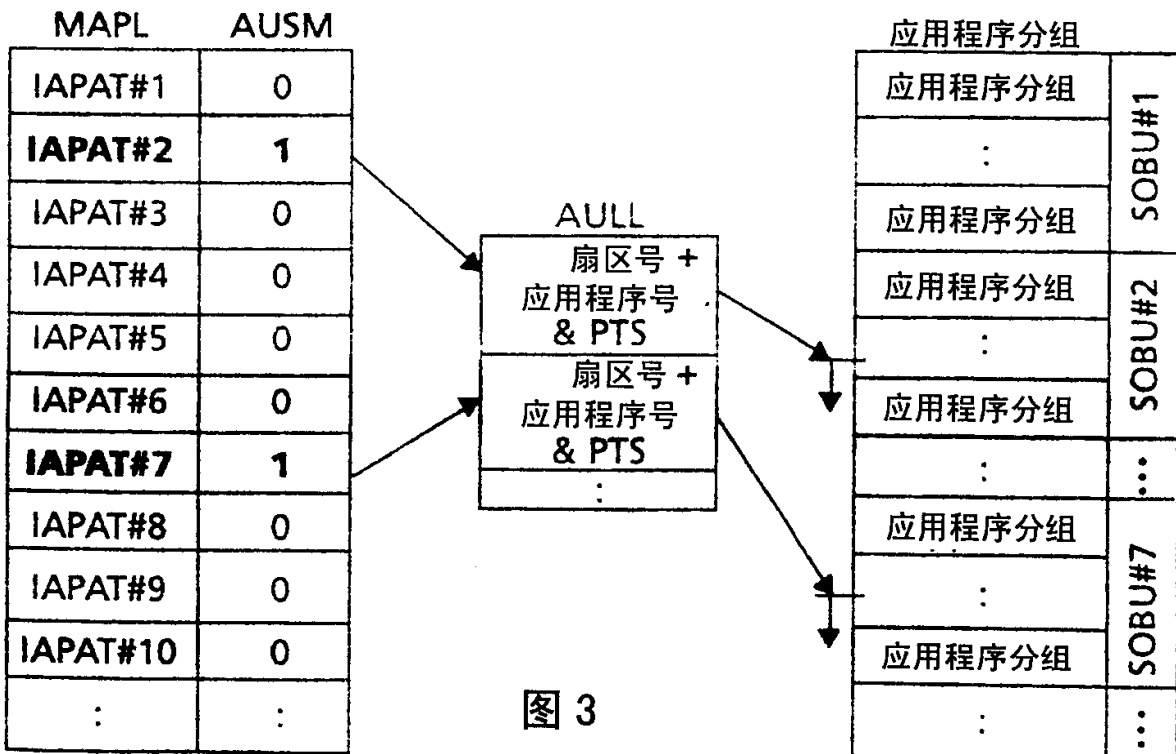 MAPL AUSM
IAPAT#1 0
IAPAT#2 1
IAPAT#3 0
IAPAT#4 0
IAPAT#5 0
IAPAT#6 0
IAPAT#7 1
IAPAT#8 0
IAPAT#9 0
IAPAT#10 0
: :
AULL
扇区号 +
应用程序号
& PTS
扇区号 +
应用程序号
& PTS
:
应用程序分组
应用程序分组
:
应用程序分组
SOBU#1
应用程序分组
:
应用程序分组
SOBU#2
:
...
应用程序分组
:
应用程序分组
SOBU#7
:
...
图 3